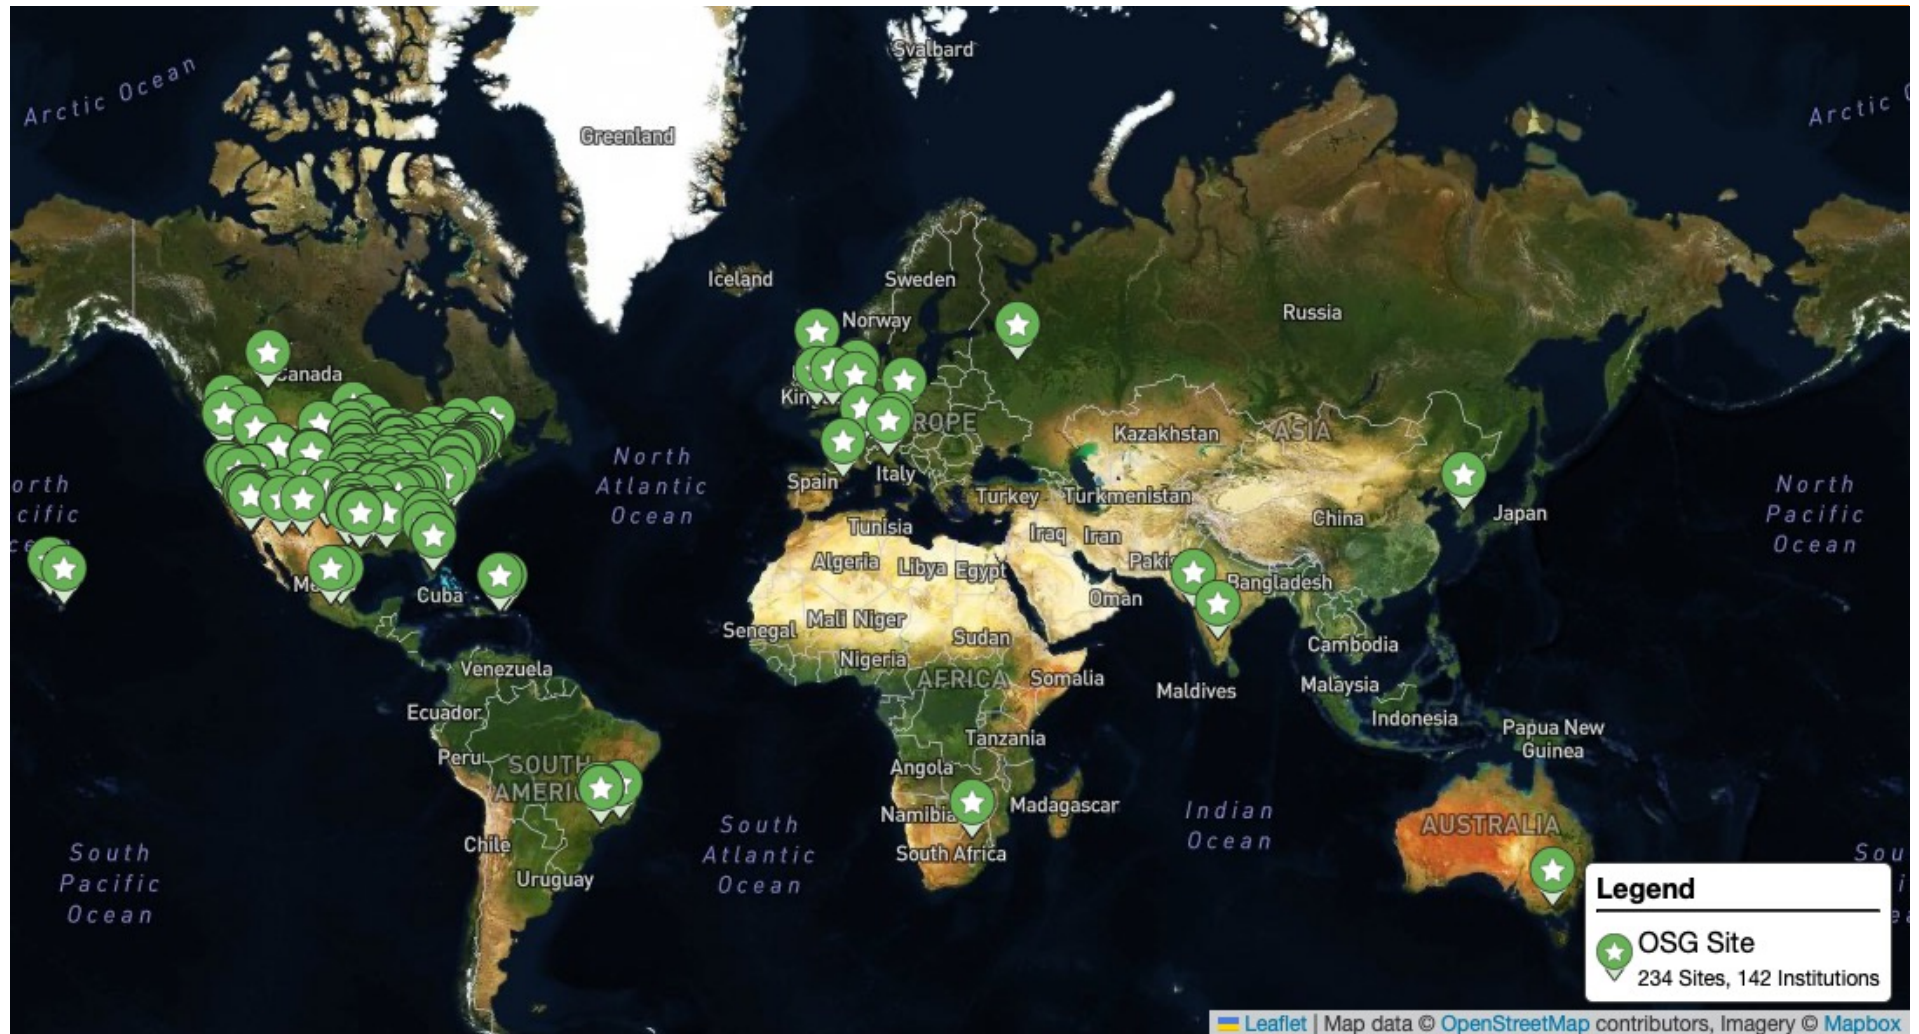 Arctic Ocean
Svalbard
Arctic
Greenland
Iceland
Sweden
Norway
Russia
Canada
North
Atlantic
Ocean
Spain
Italy
Kazakhstan
ASIA
Turkey
Turkmenistan
China
Japan
North
Pacific
Ocean
Tunisia
Iraq
Iran
Algeria
Libya
Egypt
Bangladesh
Oman
Cuba
Senegal
Mali
Niger
Sudan
Nigeria
AFRICA
Somalia
Cambodia
Maldives
Malaysia
Indonesia
Papua New
Guinea
Venezuela
Ecuador
Peru
SOUTH
Tanzania
Angola
Namibia
Madagascar
South Africa
Chile
Uruguay
South
Pacific
Ocean
South
Atlantic
Ocean
Indian
Ocean
AUSTRALIA
Legend
OSG Site
234 Sites, 142 Institutions
Leaflet | Map data © OpenStreetMap contributors, Imagery © Mapbox